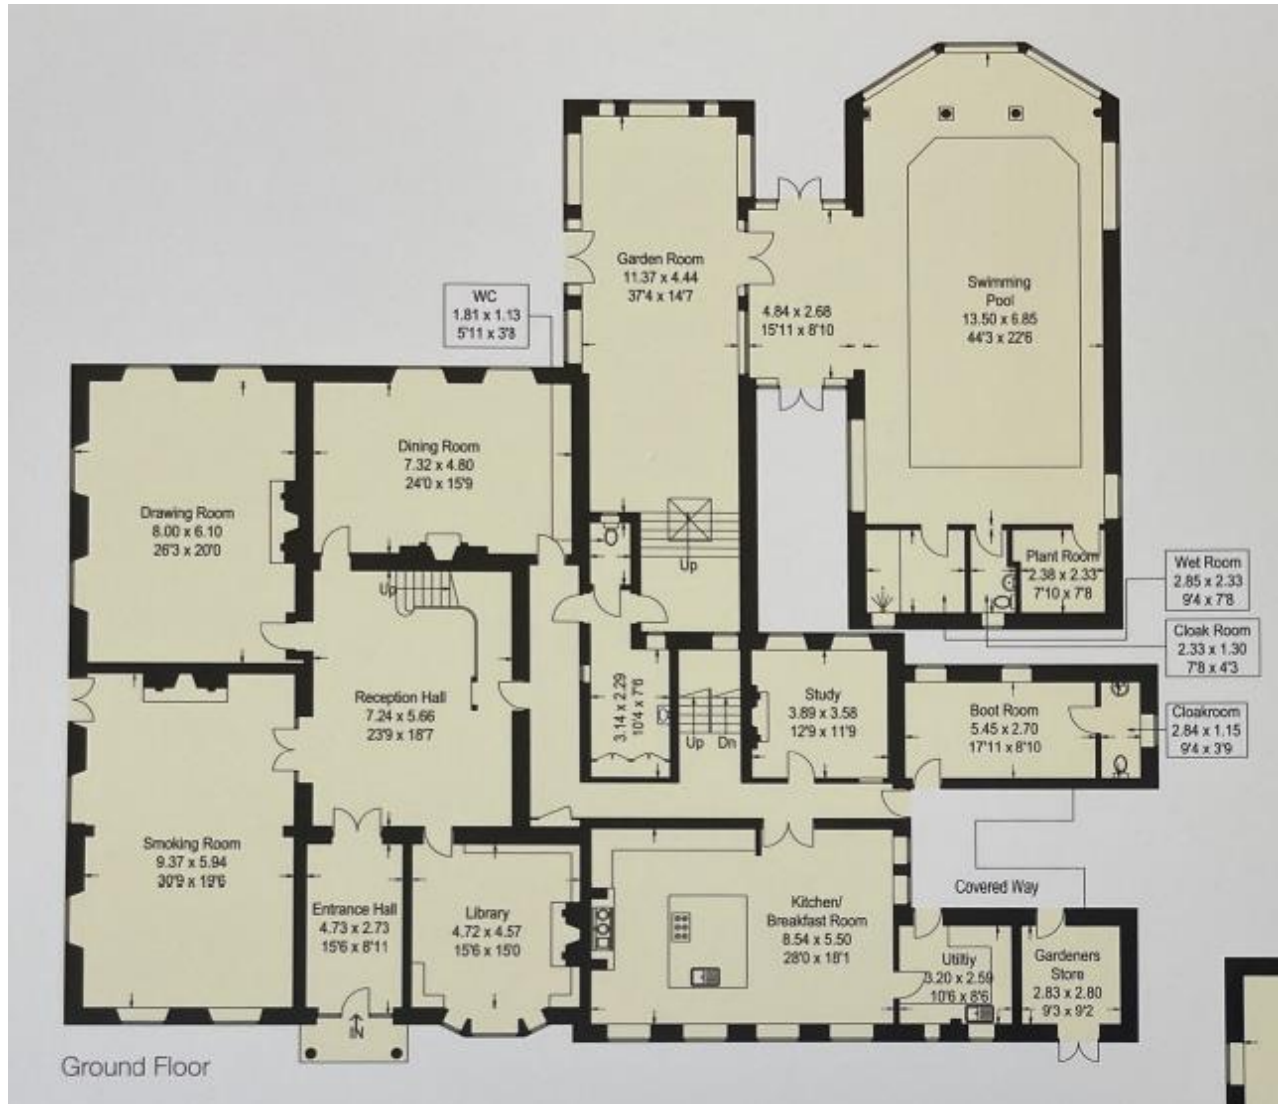 WC
1.81 x 1.13
5'11 x 3'8
Garden Room
11.37 x 4.44
37'4 x 14'7
4.84 x 2.68
15'11 x 8'10
Swimming
Pool
13.50 x 6.85
44'3 x 22'6
Dining Room
7.32 x 4.80
24'0 x 15'9
Drawing Room
8.00 x 6.10
26'3 x 20'0
Up
Up
Plant Room
2.38 x 2.33
7'10 x 7'8
Wet Room
2.85 x 2.33
9'4 x 7'8
Cloak Room
2.33 x 1.30
7'8 x 4'3
Reception Hall
7.24 x 5.66
23'9 x 18'7
3.14 x 2.29
10'4 x 7'6
Up
Dn
Study
3.89 x 3.58
12'9 x 11'9
Boot Room
5.45 x 2.70
17'11 x 8'10
Cloakroom
2.84 x 1.15
9'4 x 3'9
Smoking Room
9.37 x 5.94
30'9 x 19'6
Entrance Hall
4.73 x 2.73
15'6 x 8'11
Library
4.72 x 4.57
15'6 x 15'0
Kitchen/
Breakfast Room
8.54 x 5.50
28'0 x 18'1
Covered Way
Utiltiy
3.20 x 2.59
10'6 x 8'6
Gardeners
Store
2.83 x 2.80
9'3 x 9'2
IN
Ground Floor